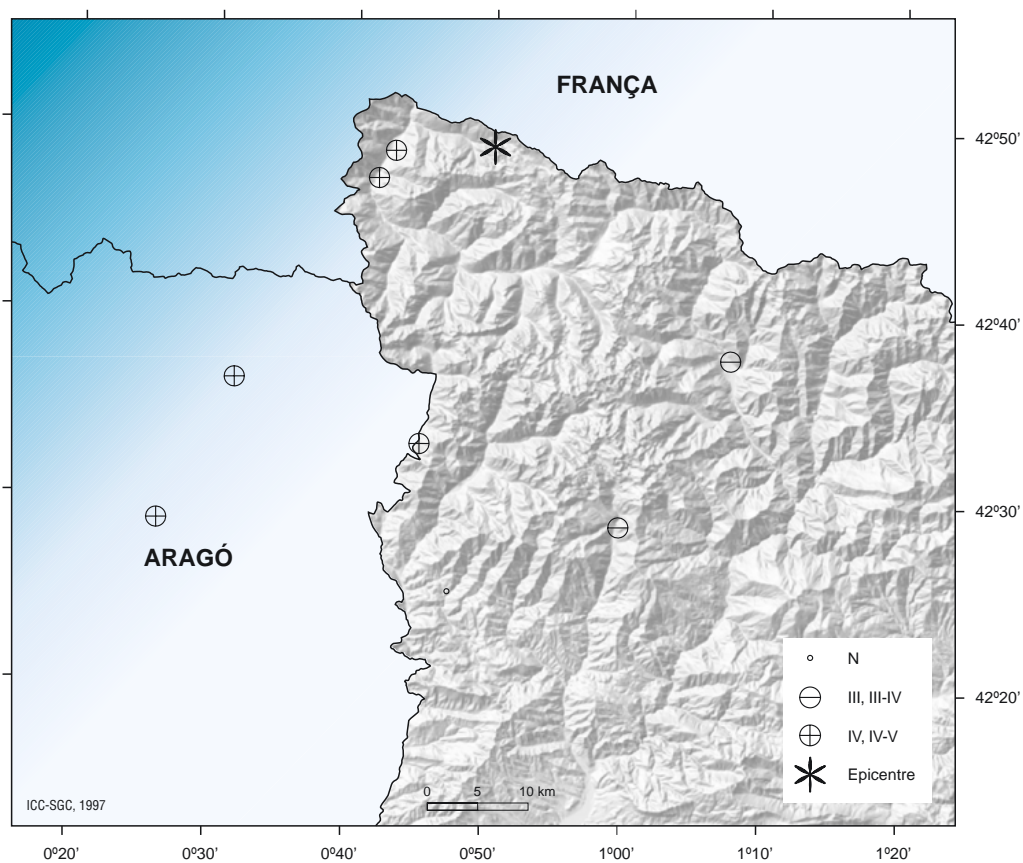 FRANÇA
42º50'
42º40'
42º30'
ARAGÓ
N
III, III-IV
42º20'
IV, IV-V
Epicentre
0 5 10 km
ICC-SGC, 1997
0º20' 0º30' 0º40' 0º50' 1º00' 1º10' 1º20'